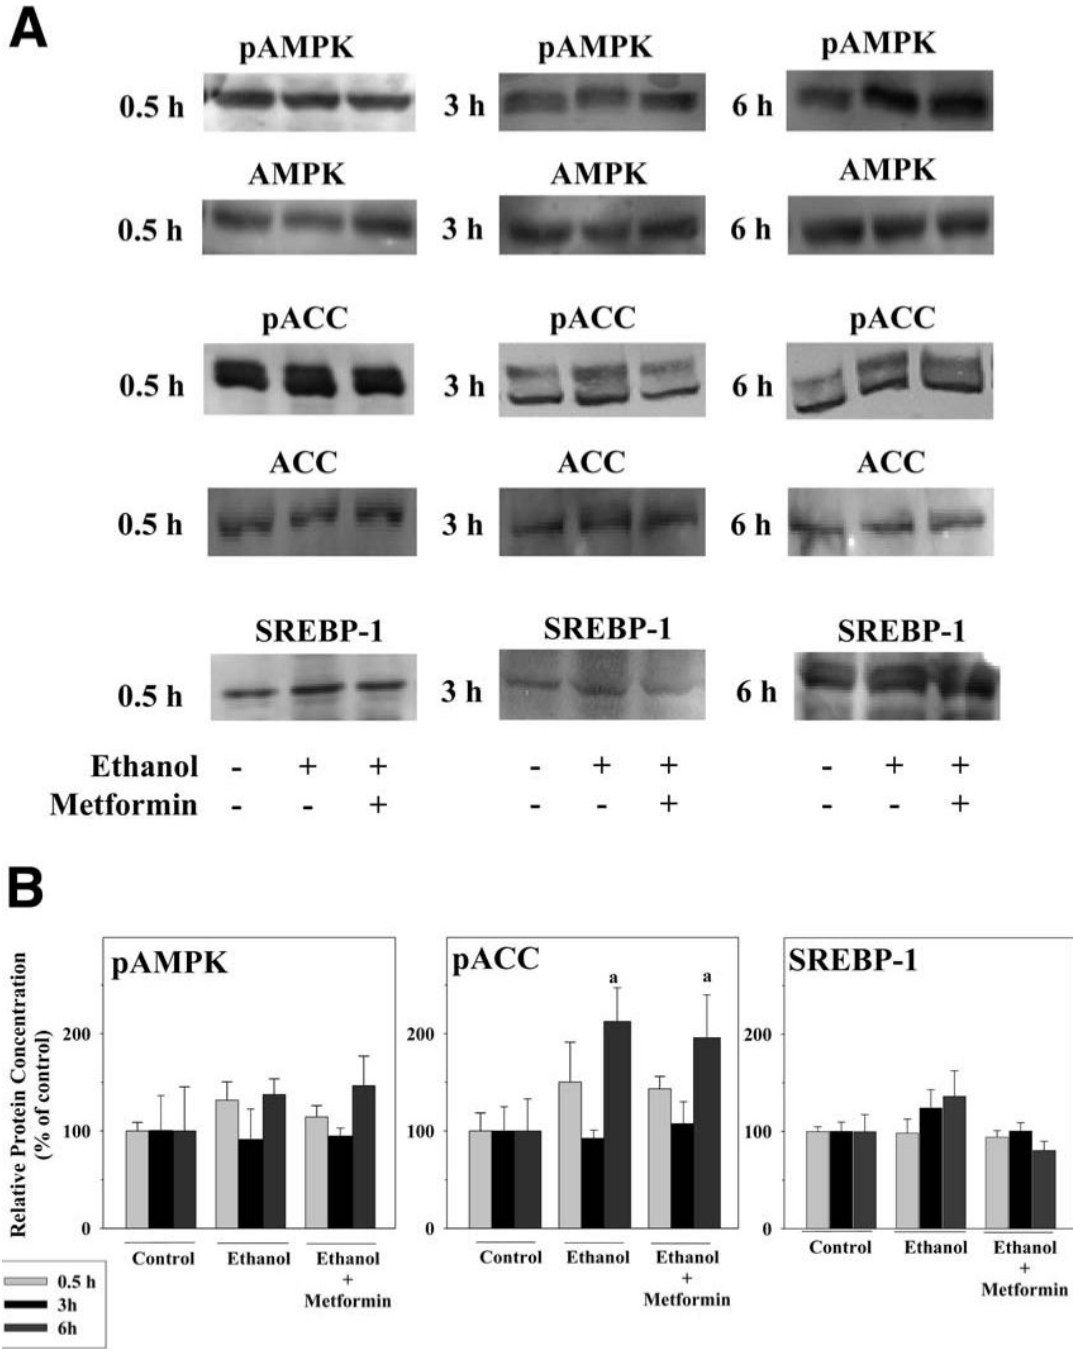 A
pAMPK pAMPK pAMPK
0.5 h 3 h 6 h
AMPK AMPK AMPK
0.5 h 3 h 6 h
pACC pACC pACC
0.5 h 3 h 6 h
ACC ACC ACC
0.5 h 3 h 6 h
SREBP-1 SREBP-1 SREBP-1
0.5 h 3 h 6 h
Ethanol - + + - + + - + +
Metformin - - + - - + - - +
B
Relative Protein Concentration
(% of control)
pAMPK
200
100
0
Control Ethanol Ethanol
+
Metformin
pACC
a a
200
100
0
Control Ethanol Ethanol
+
Metformin
SREBP-1
200
100
0
Control Ethanol Ethanol
+
Metformin
0.5 h
3h
6h